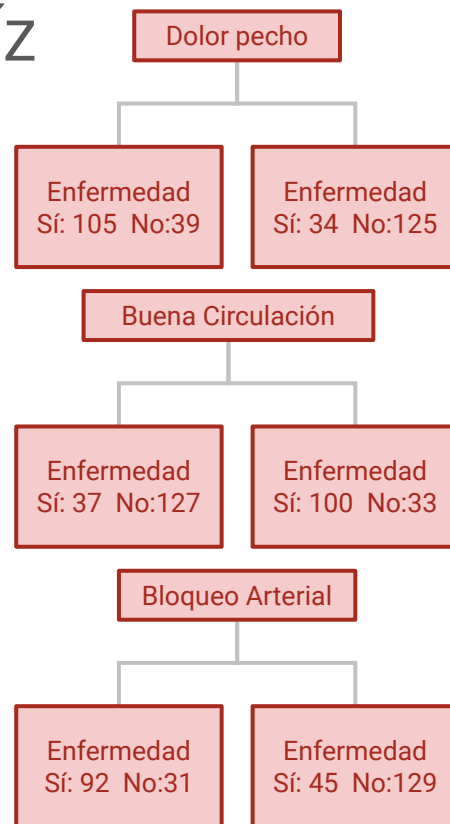 íz
Dolor pecho
Enfermedad
Sí: 105 No:39
Enfermedad
Sí: 34 No:125
Buena Circulación
Enfermedad
Sí: 37 No:127
Enfermedad
Sí: 100 No:33
Bloqueo Arterial
Enfermedad
Sí: 92 No:31
Enfermedad
Sí: 45 No:129